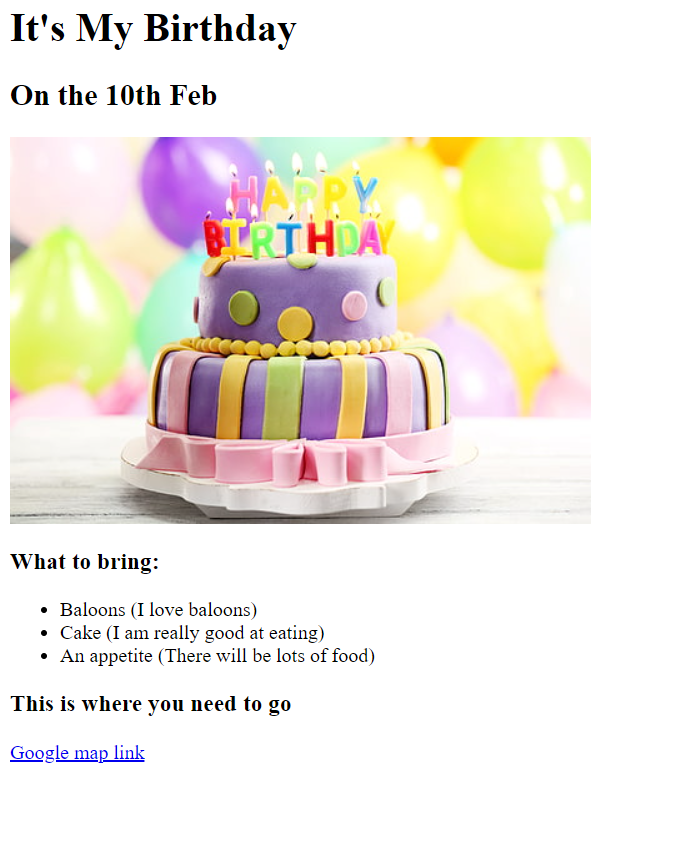 It's My Birthday
On the 10th Feb
HAPPY
BIRTHDAY
What to bring:
Baloons (I love baloons)
Cake (I am really good at eating)
An appetite (There will be lots of food)
This is where you need to go
Google map link